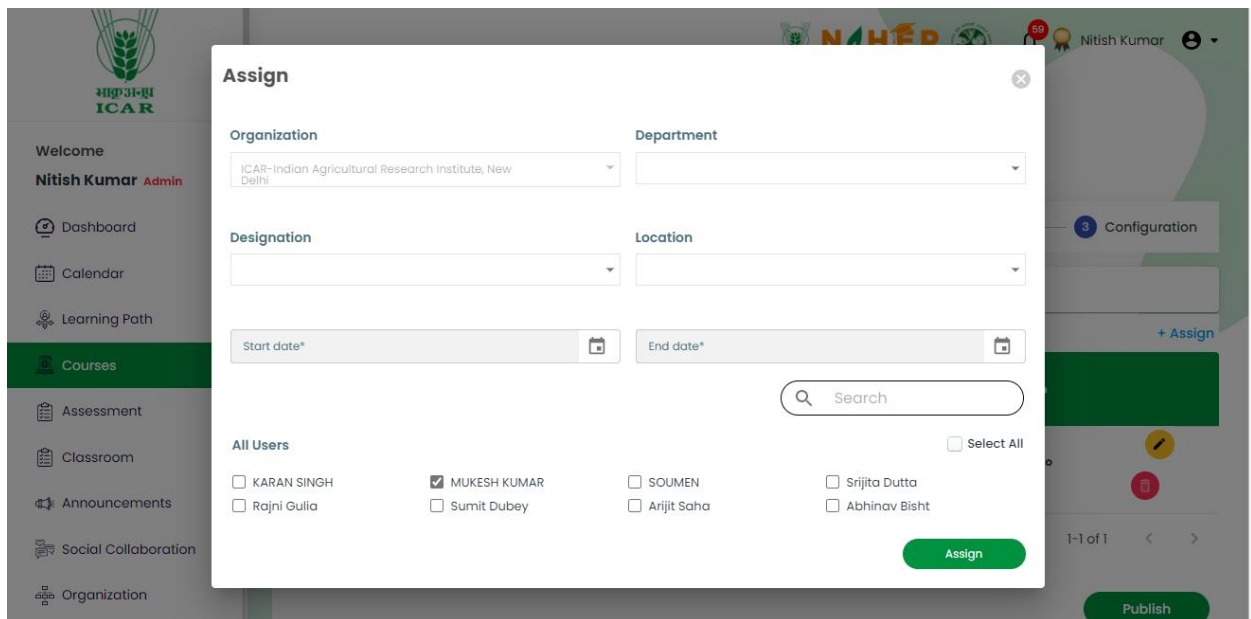 भाकृअनुप
ICAR
NAHEP
59
Nitish Kumar
Welcome
Nitish Kumar Admin
Dashboard
Calendar
Learning Path
Courses
Assessment
Classroom
Announcements
Social Collaboration
Organization
Assign
Organization
Department
ICAR-Indian Agricultural Research Institute, New
Delhi
Designation
Location
Start date*
End date*
Search
All Users
Select All
KARAN SINGH
MUKESH KUMAR
SOUMEN
Srijita Dutta
Rajni Gulia
Sumit Dubey
Arijit Saha
Abhinav Bisht
Assign
3 Configuration
+ Assign
1-1 of 1
Publish